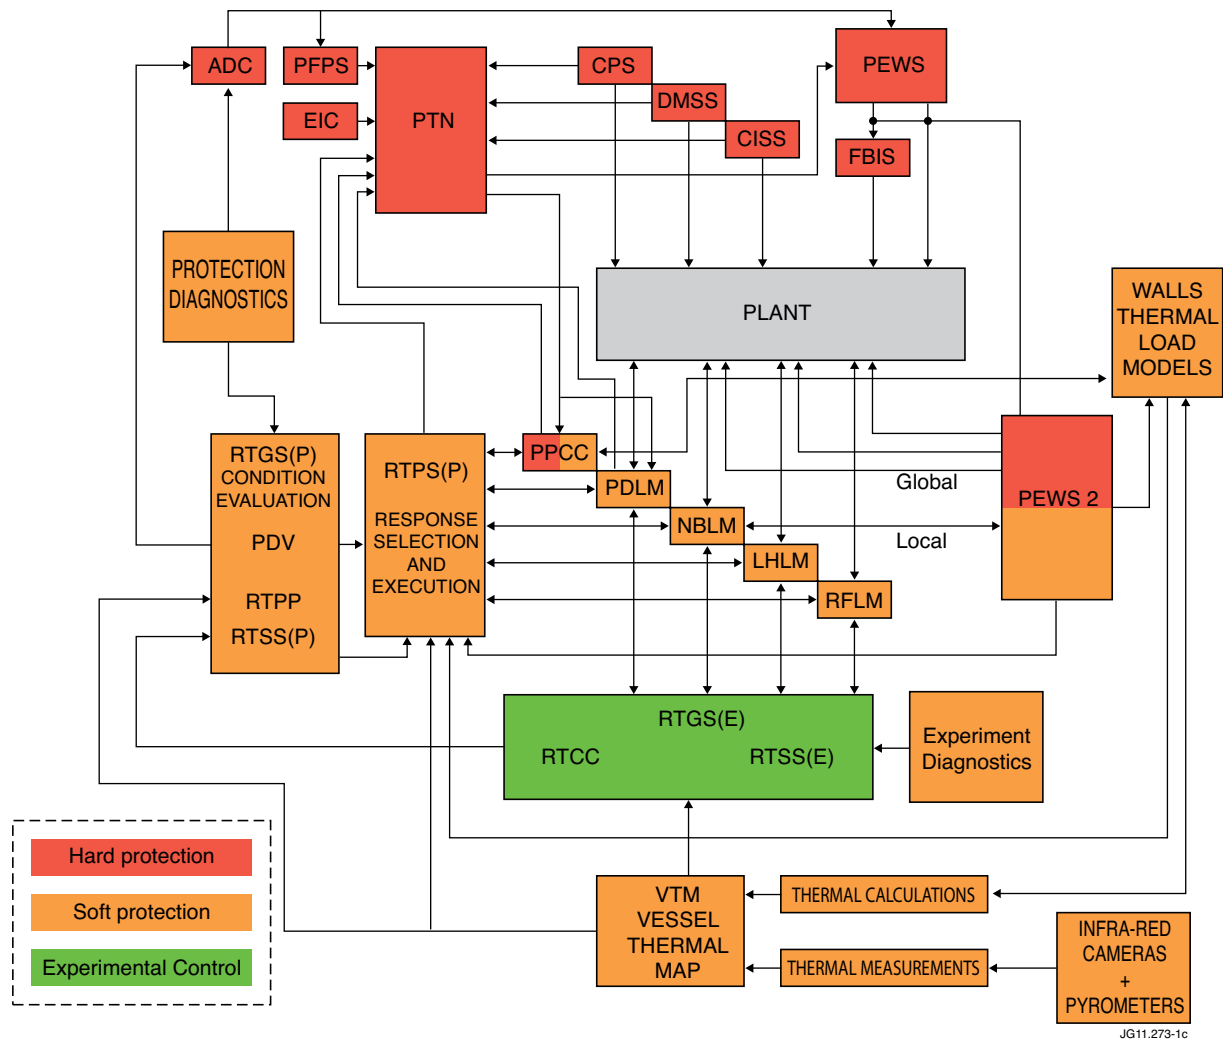 ADC
PFPS
EIC
PTN
CPS
DMSS
CISS
PEWS
FBIS
PROTECTION
DIAGNOSTICS
PLANT
WALLS
THERMAL
LOAD
MODELS
RTGS(P)
CONDITION
EVALUATION
PDV
RTPP
RTSS(P)
RTPS(P)
RESPONSE
SELECTION
AND
EXECUTION
PPCC
PDLM
NBLM
LHLM
RFLM
Global
Local
PEWS 2
RTGS(E)
RTCC
RTSS(E)
Experiment
Diagnostics
Hard protection
Soft protection
Experimental Control
VTM
VESSEL
THERMAL
MAP
THERMAL CALCULATIONS
THERMAL MEASUREMENTS
INFRA-RED
CAMERAS
+
PYROMETERS
JG11.273-1c